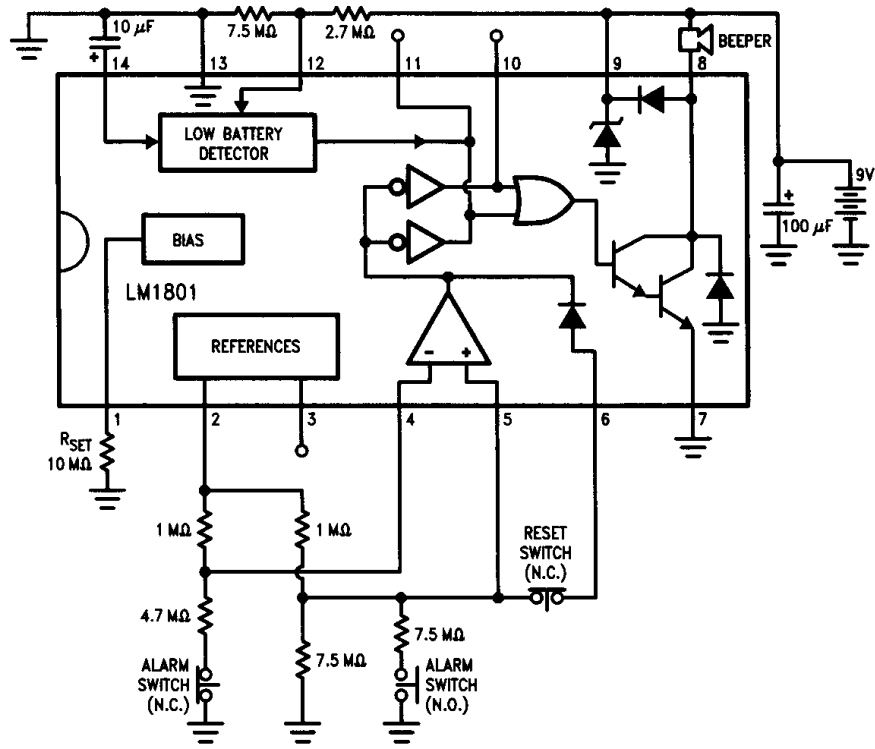 10 μF
7.5 MΩ
2.7 MΩ
BEEPER
+
14
13
12
11
10
9
8
LOW BATTERY
DETECTOR
9V
+
100 μF
BIAS
LM1801
REFERENCES
- +
1
2
3
4
5
6
7
RSET
10 MΩ
1 MΩ
1 MΩ
RESET
SWITCH
(N.C.)
4.7 MΩ
7.5 MΩ
7.5 MΩ
ALARM
SWITCH
(N.C.)
ALARM
SWITCH
(N.O.)